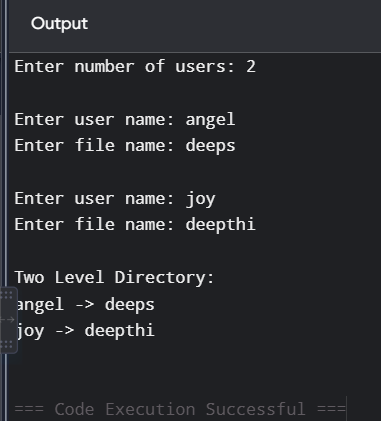 Output
Enter number of users: 2
Enter user name: angel
Enter file name: deeps
Enter user name: joy
Enter file name: deepthi
Two Level Directory:
angel -> deeps
joy -> deepthi
=== Code Execution Successful ===